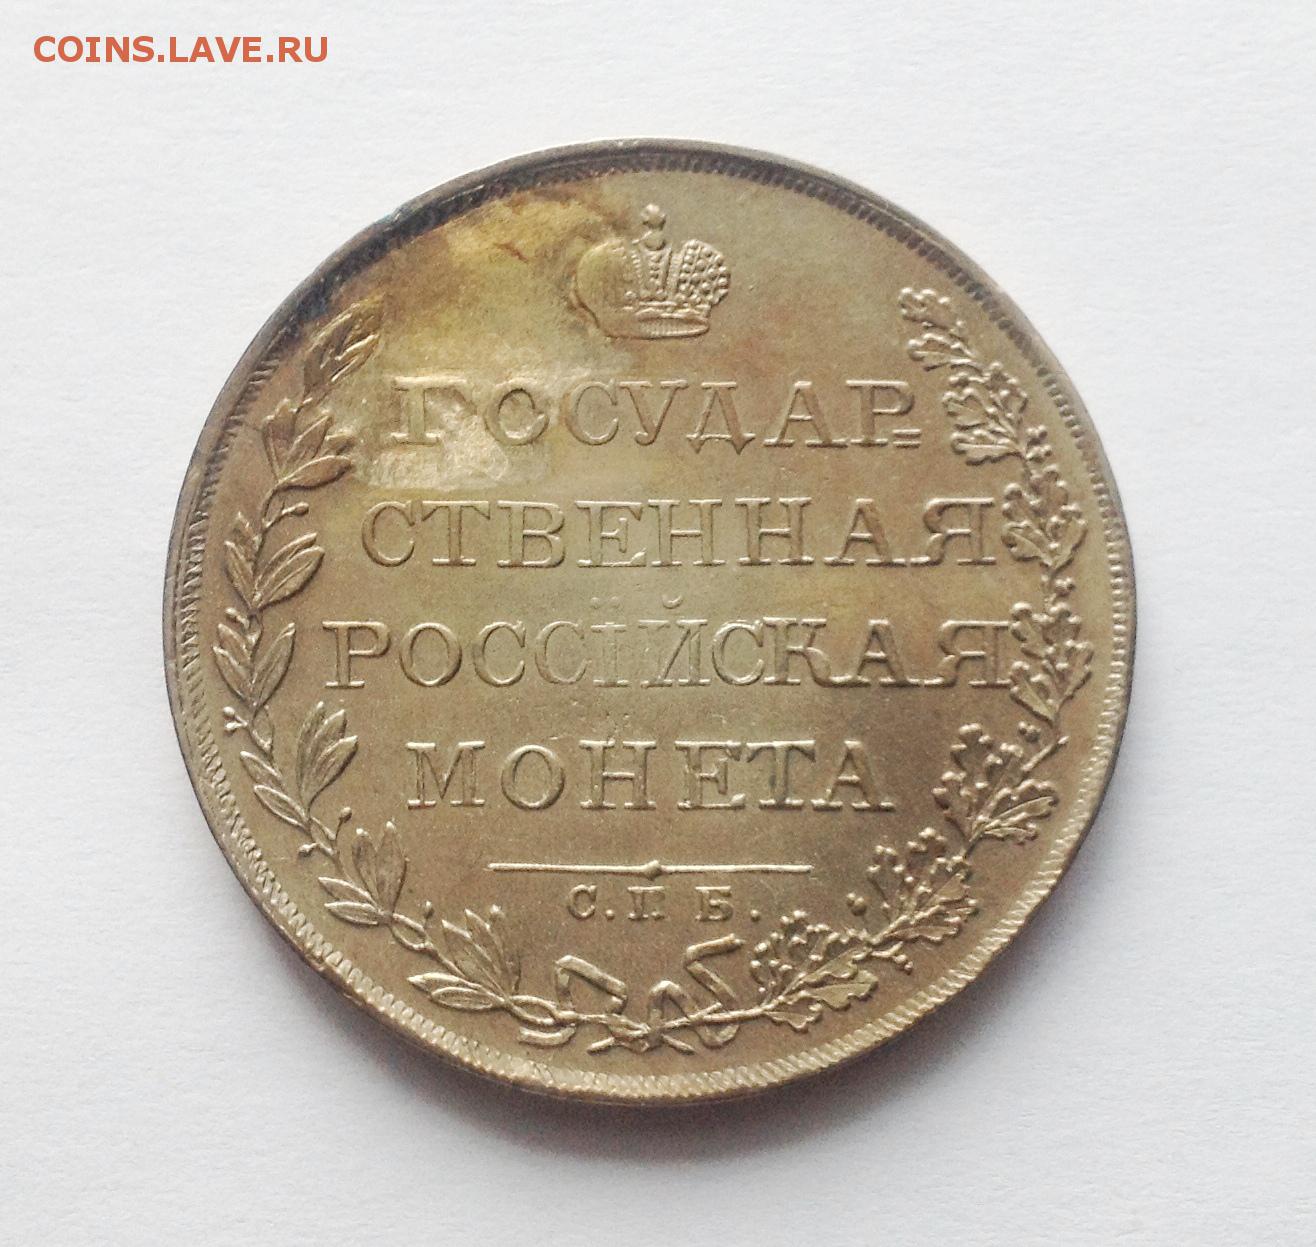 COINS.LAVE.RU
ГОСУДАР=
СТВЕННАЯ
РОССІЙСКАЯ
МОНЕТА
С.П Б.